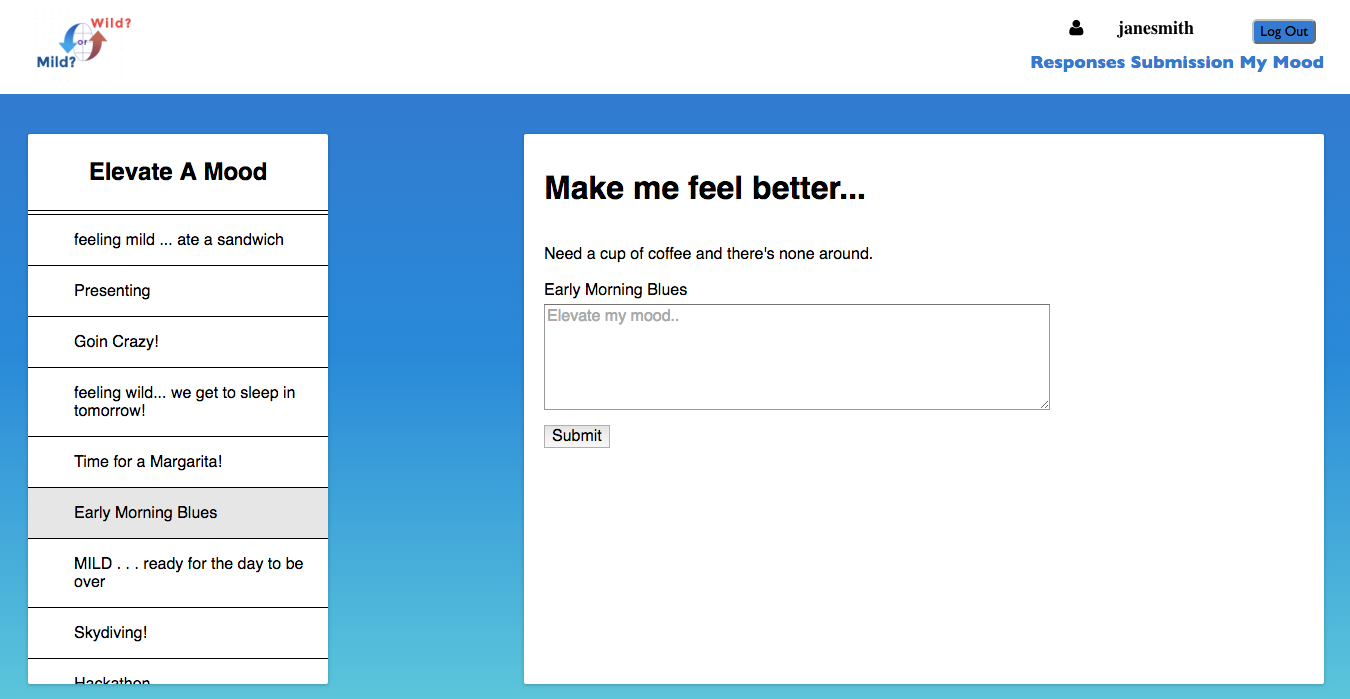 Wild?
or
Mild?
janesmith
Log Out
Responses Submission My Mood
Elevate A Mood
feeling mild ... ate a sandwich
Presenting
Goin Crazy!
feeling wild... we get to sleep in
tomorrow!
Time for a Margarita!
Early Morning Blues
MILD . . . ready for the day to be
over
Skydiving!
Hackathon
Make me feel better...
Need a cup of coffee and there's none around.
Early Morning Blues
Elevate my mood..
Submit